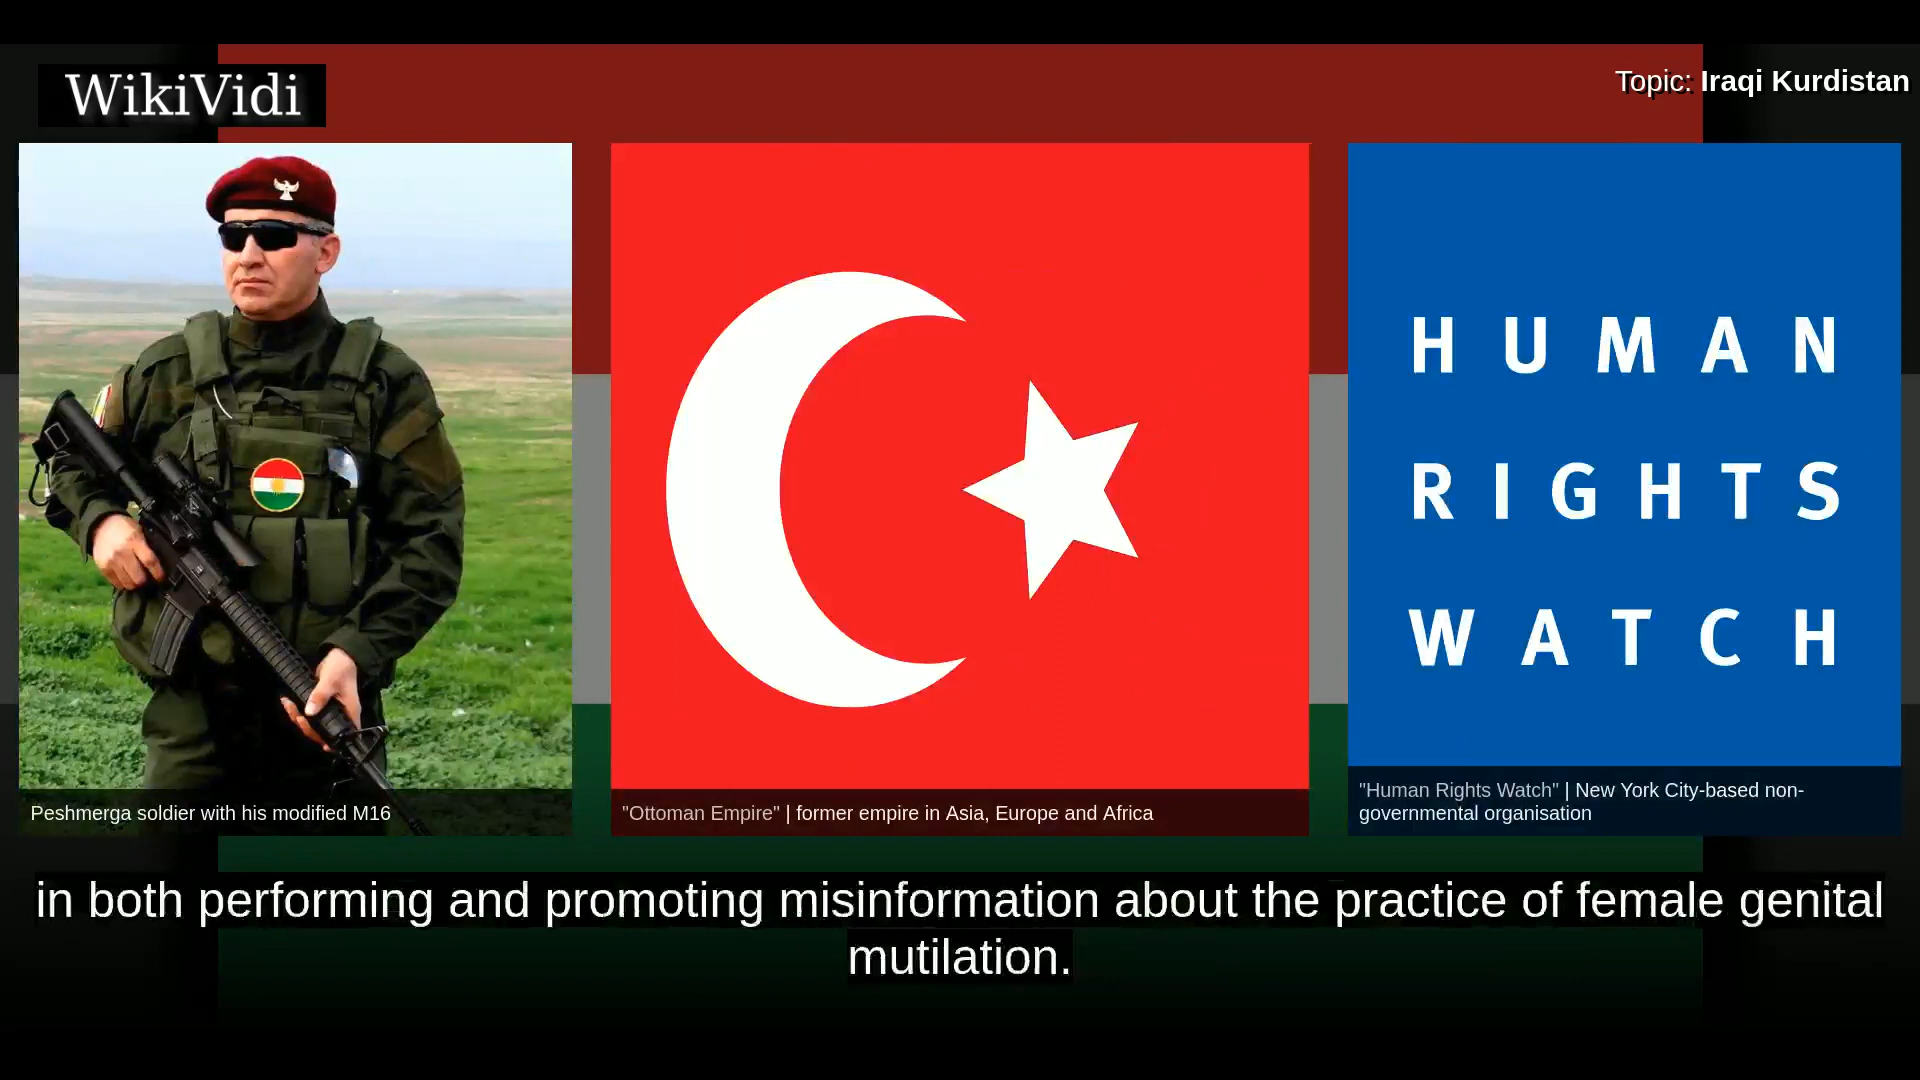 WikiVidi
Topic: Iraqi Kurdistan
HUMAN
RIGHTS
WATCH
Peshmerga soldier with his modified M16
"Ottoman Empire" | former empire in Asia, Europe and Africa
"Human Rights Watch" | New York City-based non-
governmental organisation
in both performing and promoting misinformation about the practice of female genital
mutilation.